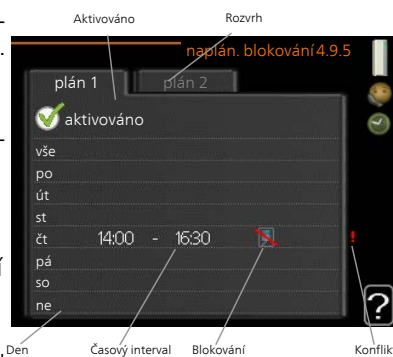 Aktivováno Rozvrh
naplán. blokování 4.9.5
plán 1 plán 2
aktivováno
vše
po
út
st
čt 14:00 - 16:30 !
pá
so
ne
?
Den Časový interval Blokování Konflik